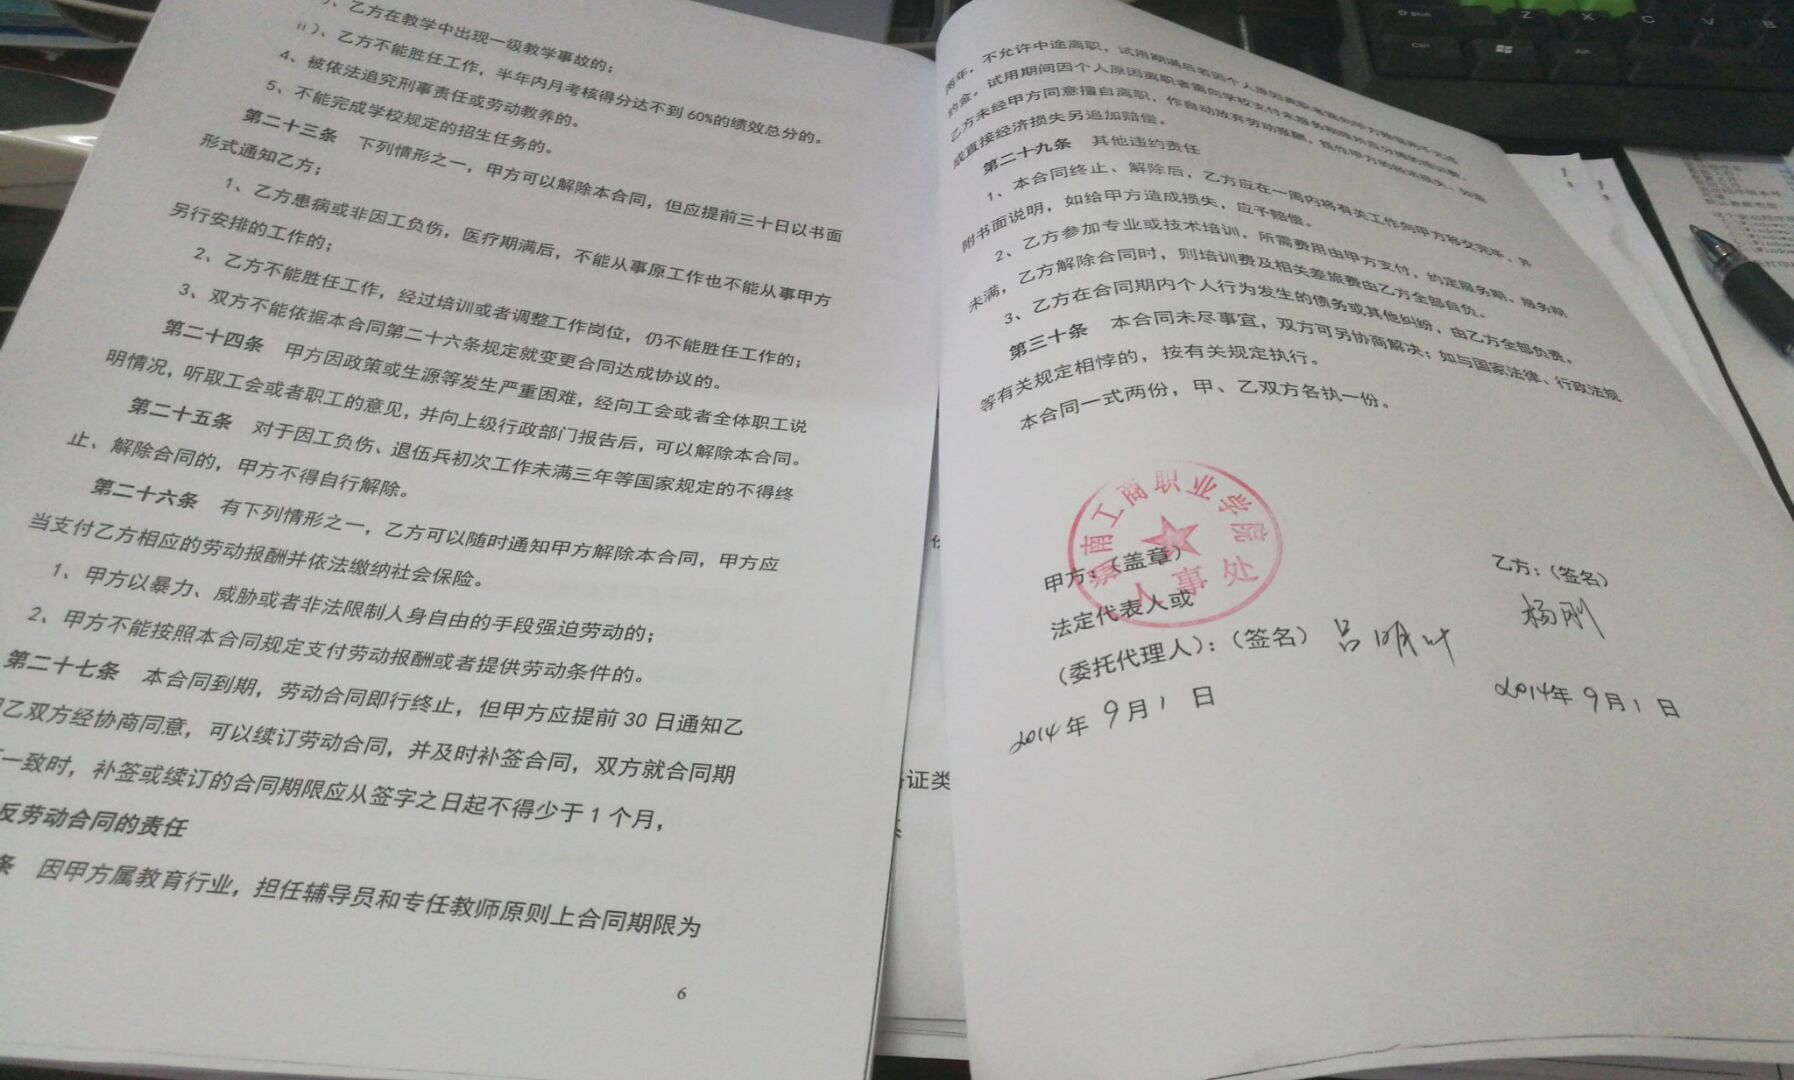 、乙方在教学中出现一级教学事故的；
ii）、乙方不能胜任工作，半年内月考核得分达不到60%的绩效总分的。
4、被依法追究刑事责任或劳动教养的。
5、不能完成学校规定的招生任务的。
第二十三条 下列情形之一，甲方可以解除本合同，但应提前三十日以书面
形式通知乙方；
1、乙方患病或非因工负伤，医疗期满后，不能从事原工作也不能从事甲方
另行安排的工作的；
2、乙方不能胜任工作，经过培训或者调整工作岗位，仍不能胜任工作的；
3、双方不能依据本合同第二十六条规定就变更合同达成协议的。
第二十四条 甲方因政策或生源等发生严重困难，经向工会或者全体职工说
明情况，听取工会或者职工的意见，并向上级行政部门报告后，可以解除本合同。
第二十五条 对于因工负伤、退伍兵初次工作未满三年等国家规定的不得终
止、解除合同的，甲方不得自行解除。
第二十六条 有下列情形之一，乙方可以随时通知甲方解除本合同，甲方应
当支付乙方相应的劳动报酬并依法缴纳社会保险。
1、甲方以暴力、威胁或者非法限制人身自由的手段强迫劳动的；
2、甲方不能按照本合同规定支付劳动报酬或者提供劳动条件的。
第二十七条 本合同到期，劳动合同即行终止，但甲方应提前30日通知乙
乙双方经协商同意，可以续订劳动合同，并及时补签合同，双方就合同期
一致时，补签或续订的合同期限应从签字之日起不得少于1个月，
反劳动合同的责任
条 因甲方属教育行业，担任辅导员和专任教师原则上合同期限为
6
两年，不允许中途离职，试用期满后若因个人原因离职者需向甲方
约金。试用期间因个人原因离职者需向学校支付未服务期限所应分摊的培训费。
乙方未经甲方同意擅自离职，作自动放弃劳动报酬，是作甲方的经济损失，如造
成直接经济损失另追加赔偿。
第二十九条 其他违约责任
1、本合同终止、解除后，乙方应在一周内将有关工作向甲方移交完毕，并
附书面说明，如给甲方造成损失，应予赔偿。
2、乙方参加专业或技术培训，所需费用由甲方支付，约定服务期。服务期
未满，乙方解除合同时，则培训费及相关差旅费由乙方全部自负。
3、乙方在合同期内个人行为发生的债务或其他纠纷，由乙方全部负责。
第三十条 本合同未尽事宜，双方可另协商解决；如与国家法律、行政法规
等有关规定相悖的，按有关规定执行。
本合同一式两份，甲、乙双方各执一份。
南工商职业学院
人事处
甲方：（盖章）
法定代表人或
（委托代理人）：（签名）吕明叶
2014年 9月1 日
乙方：（签名）
杨刚
2014年 9月1 日
证类